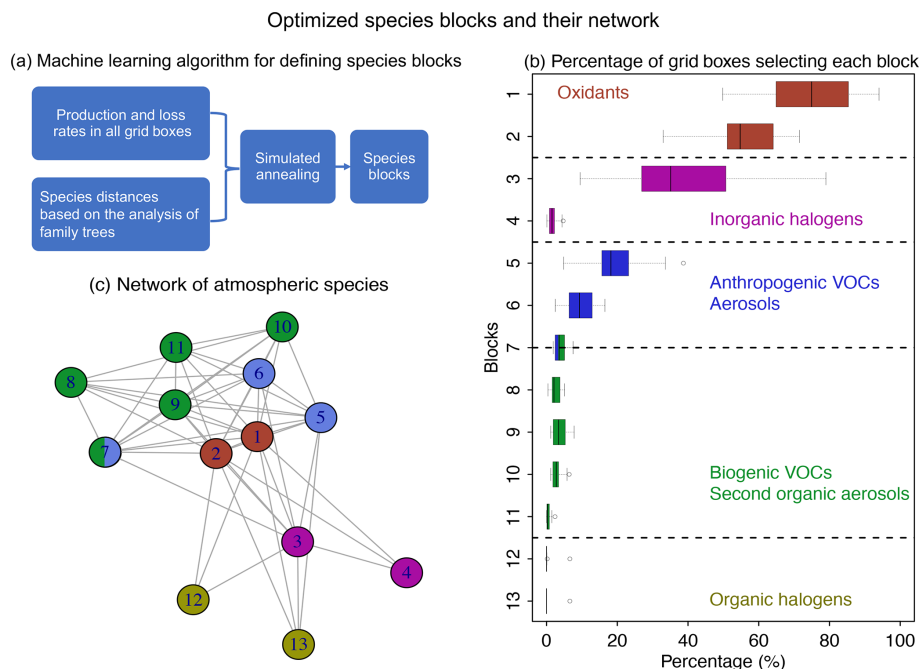 Optimized species blocks and their network
(a) Machine learning algorithm for defining species blocks
Production and loss
rates in all grid boxes
Species distances
based on the analysis of
family trees
Simulated
annealing
Species
blocks
(b) Percentage of grid boxes selecting each block
Oxidants
Inorganic halogens
Anthropogenic VOCs
Aerosols
Biogenic VOCs
Second organic aerosols
Organic halogens
Blocks
1
2
3
4
5
6
7
8
9
10
11
12
13
0 20 40 60 80 100
Percentage (%)
(c) Network of atmospheric species
10
11
6
8
9
5
1
7
2
3
4
12
13